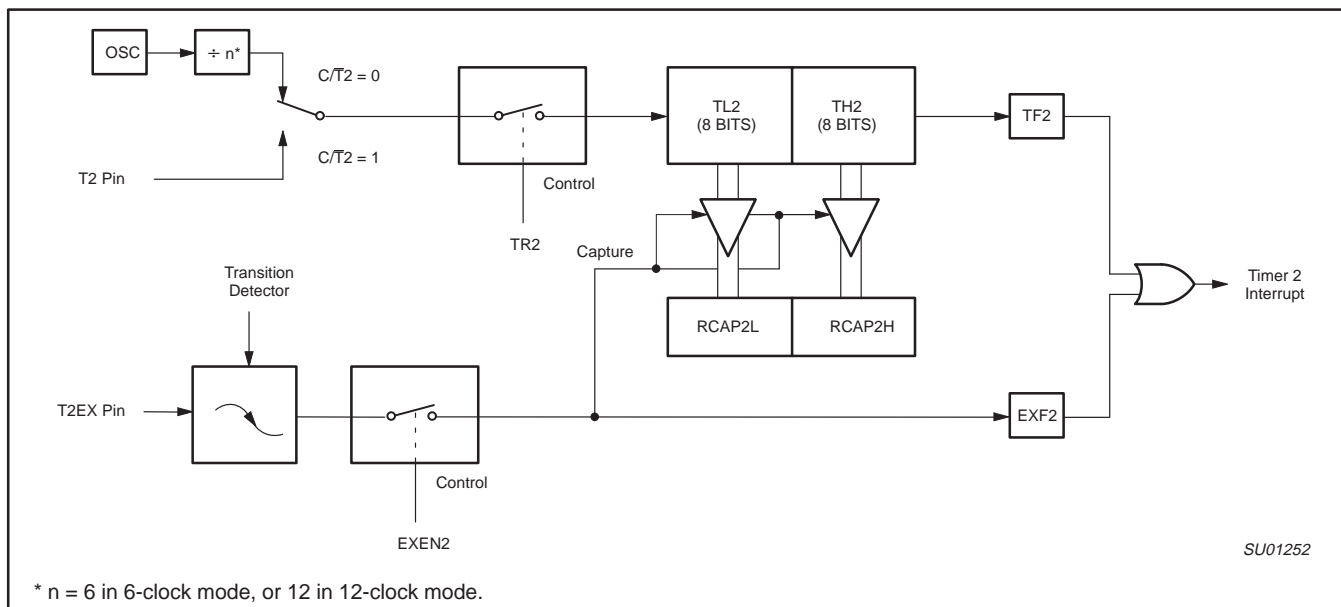 OSC
÷ n*
C/T̅2 = 0
C/T̅2 = 1
T2 Pin
Control
TR2
TL2
(8 BITS)
TH2
(8 BITS)
TF2
Capture
RCAP2L
RCAP2H
Timer 2
Interrupt
Transition
Detector
T2EX Pin
Control
EXEN2
EXF2
SU01252
* n = 6 in 6-clock mode, or 12 in 12-clock mode.